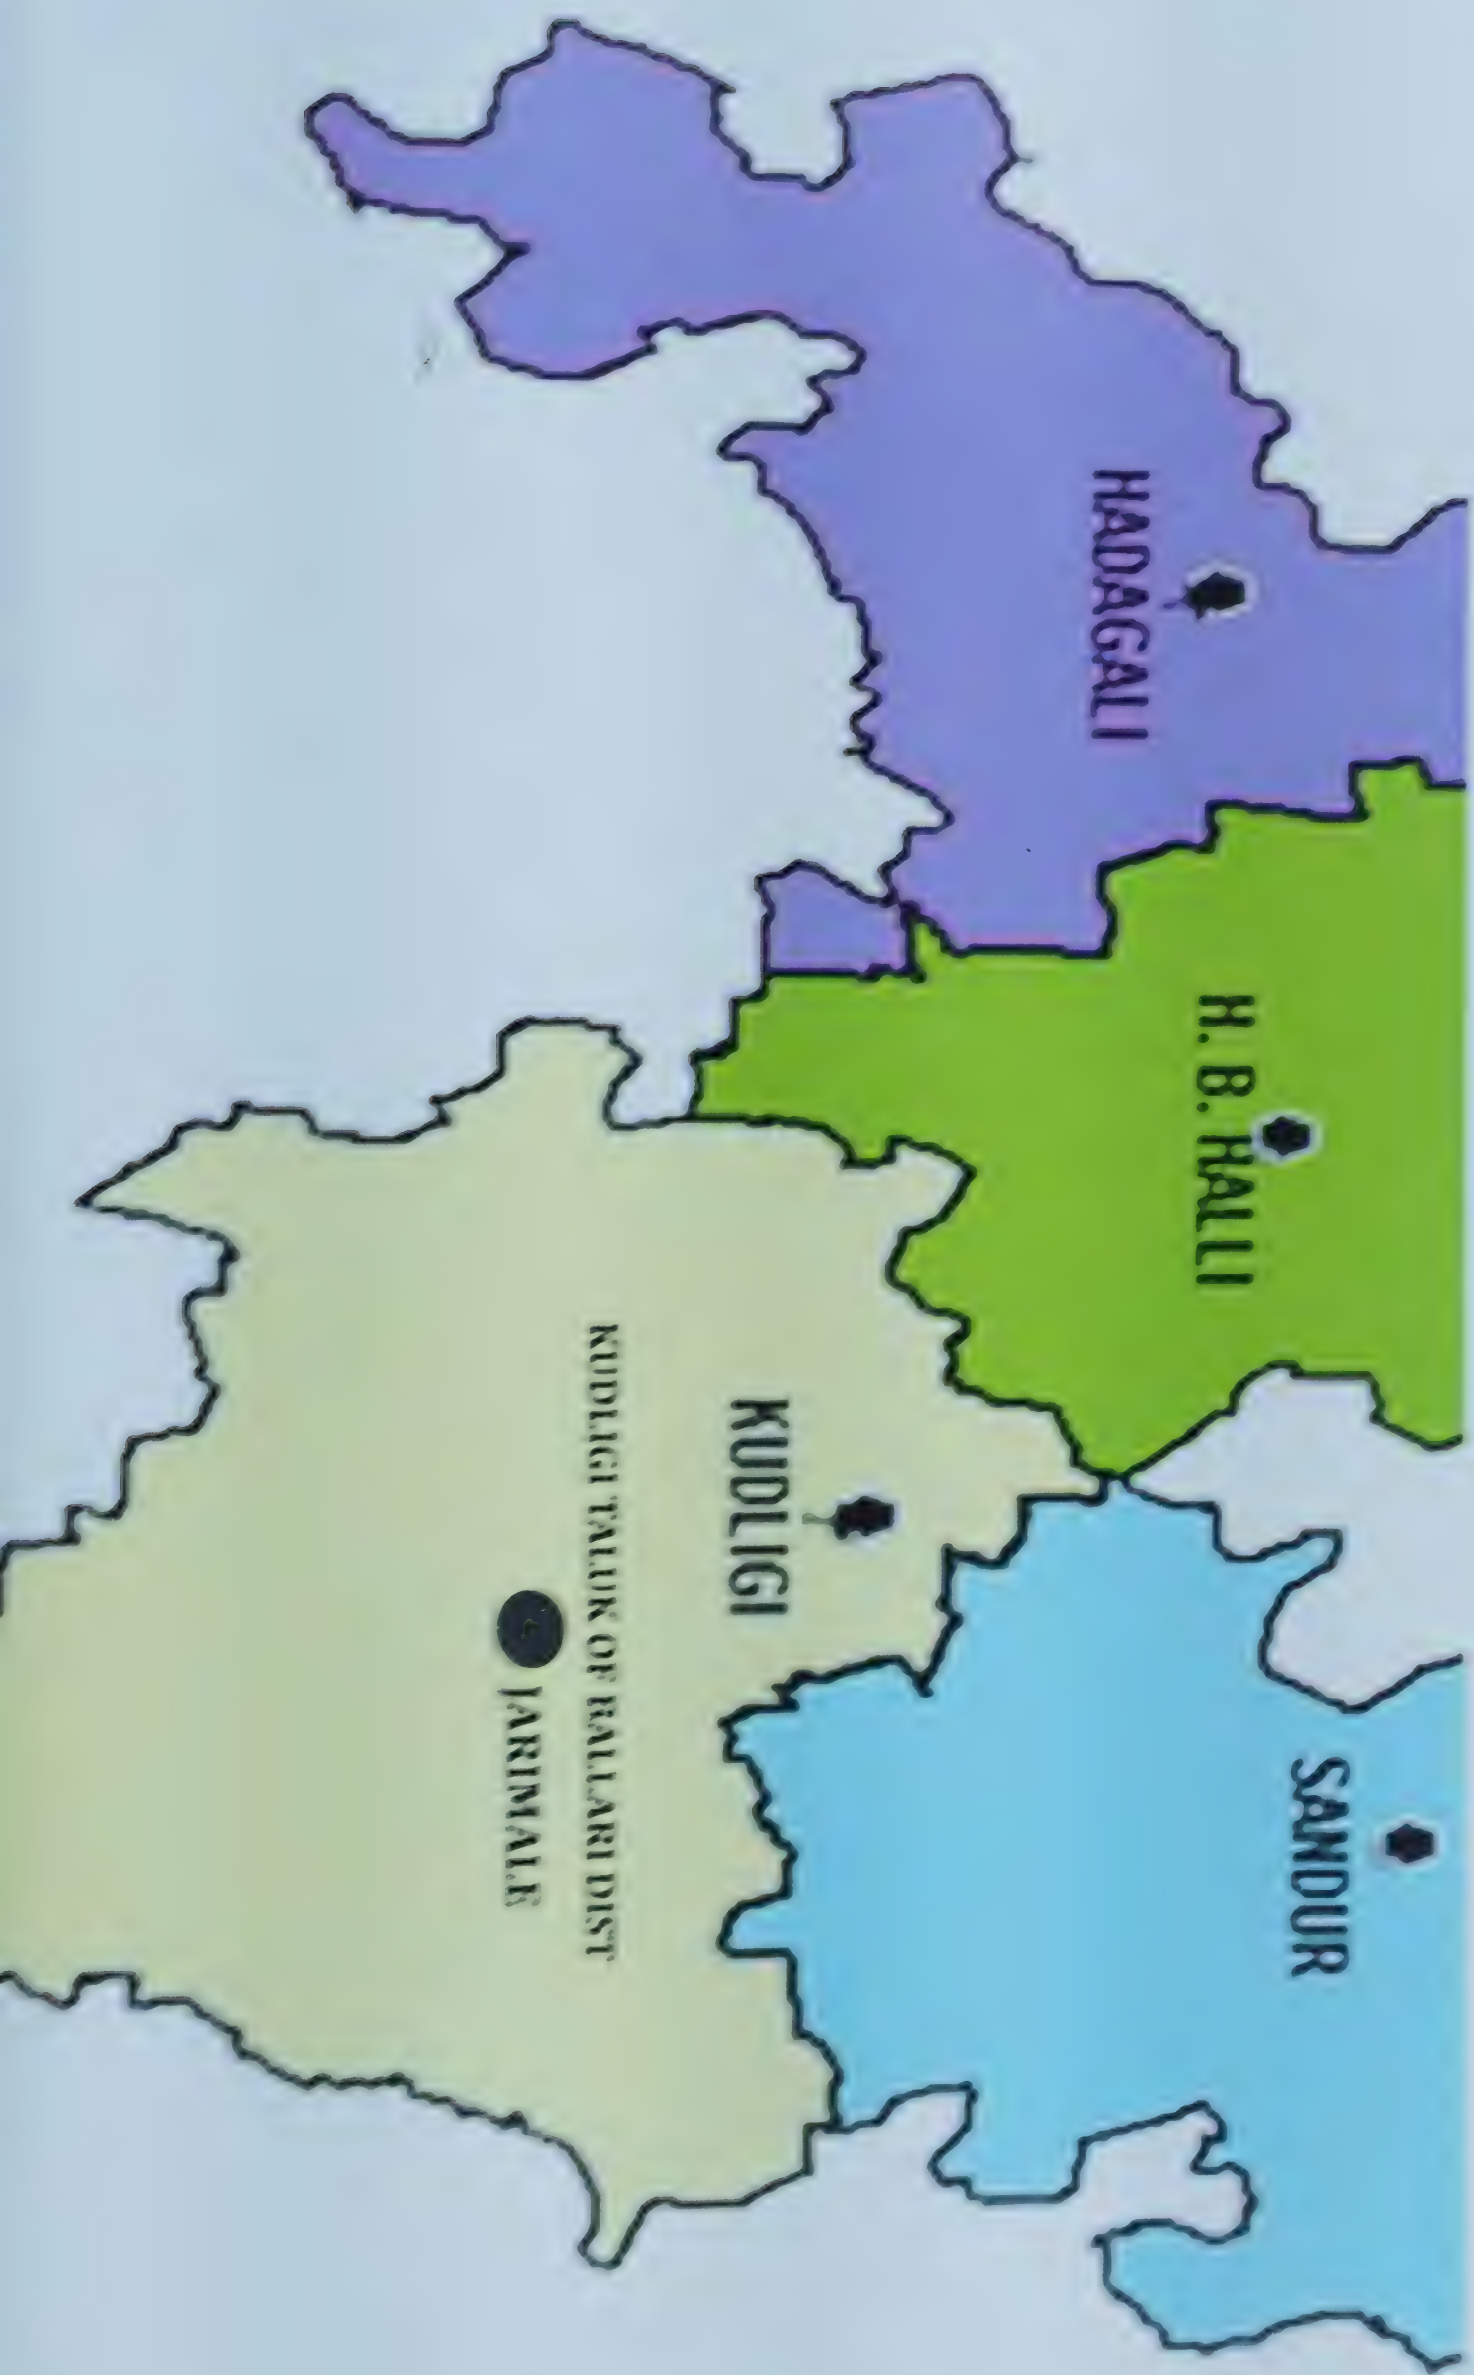 HADAGALI
H. B. HALLI
SANDUR
KUDLIGI
KUDLIGI TALUK OF BALLARI DIST
JARIMALE